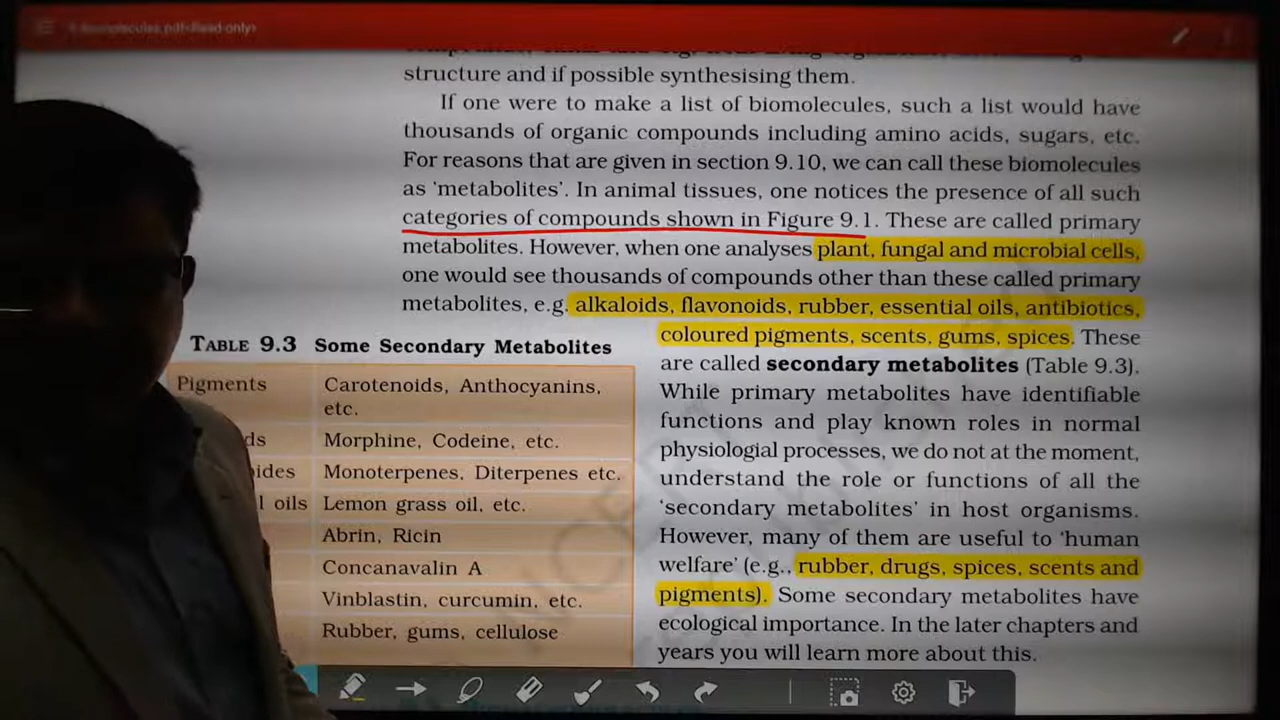 structure and if possible synthesising them.
If one were to make a list of biomolecules, such a list would have
thousands of organic compounds including amino acids, sugars, etc.
For reasons that are given in section 9.10, we can call these biomolecules
as ‘metabolites’. In animal tissues, one notices the presence of all such
categories of compounds shown in Figure 9.1. These are called primary
metabolites. However, when one analyses plant, fungal and microbial cells,
one would see thousands of compounds other than these called primary
metabolites, e.g. alkaloids, flavonoids, rubber, essential oils, antibiotics,
coloured pigments, scents, gums, spices. These
are called secondary metabolites (Table 9.3).
While primary metabolites have identifiable
functions and play known roles in normal
physiological processes, we do not at the moment,
understand the role or functions of all the
‘secondary metabolites’ in host organisms.
However, many of them are useful to ‘human
welfare’ (e.g., rubber, drugs, spices, scents and
pigments). Some secondary metabolites have
ecological importance. In the later chapters and
years you will learn more about this.
TABLE 9.3 Some Secondary Metabolites
Pigments Carotenoids, Anthocyanins,
etc.
ds Morphine, Codeine, etc.
ides Monoterpenes, Diterpenes etc.
l oils Lemon grass oil, etc.
Abrin, Ricin
Concanavalin A
Vinblastin, curcumin, etc.
Rubber, gums, cellulose